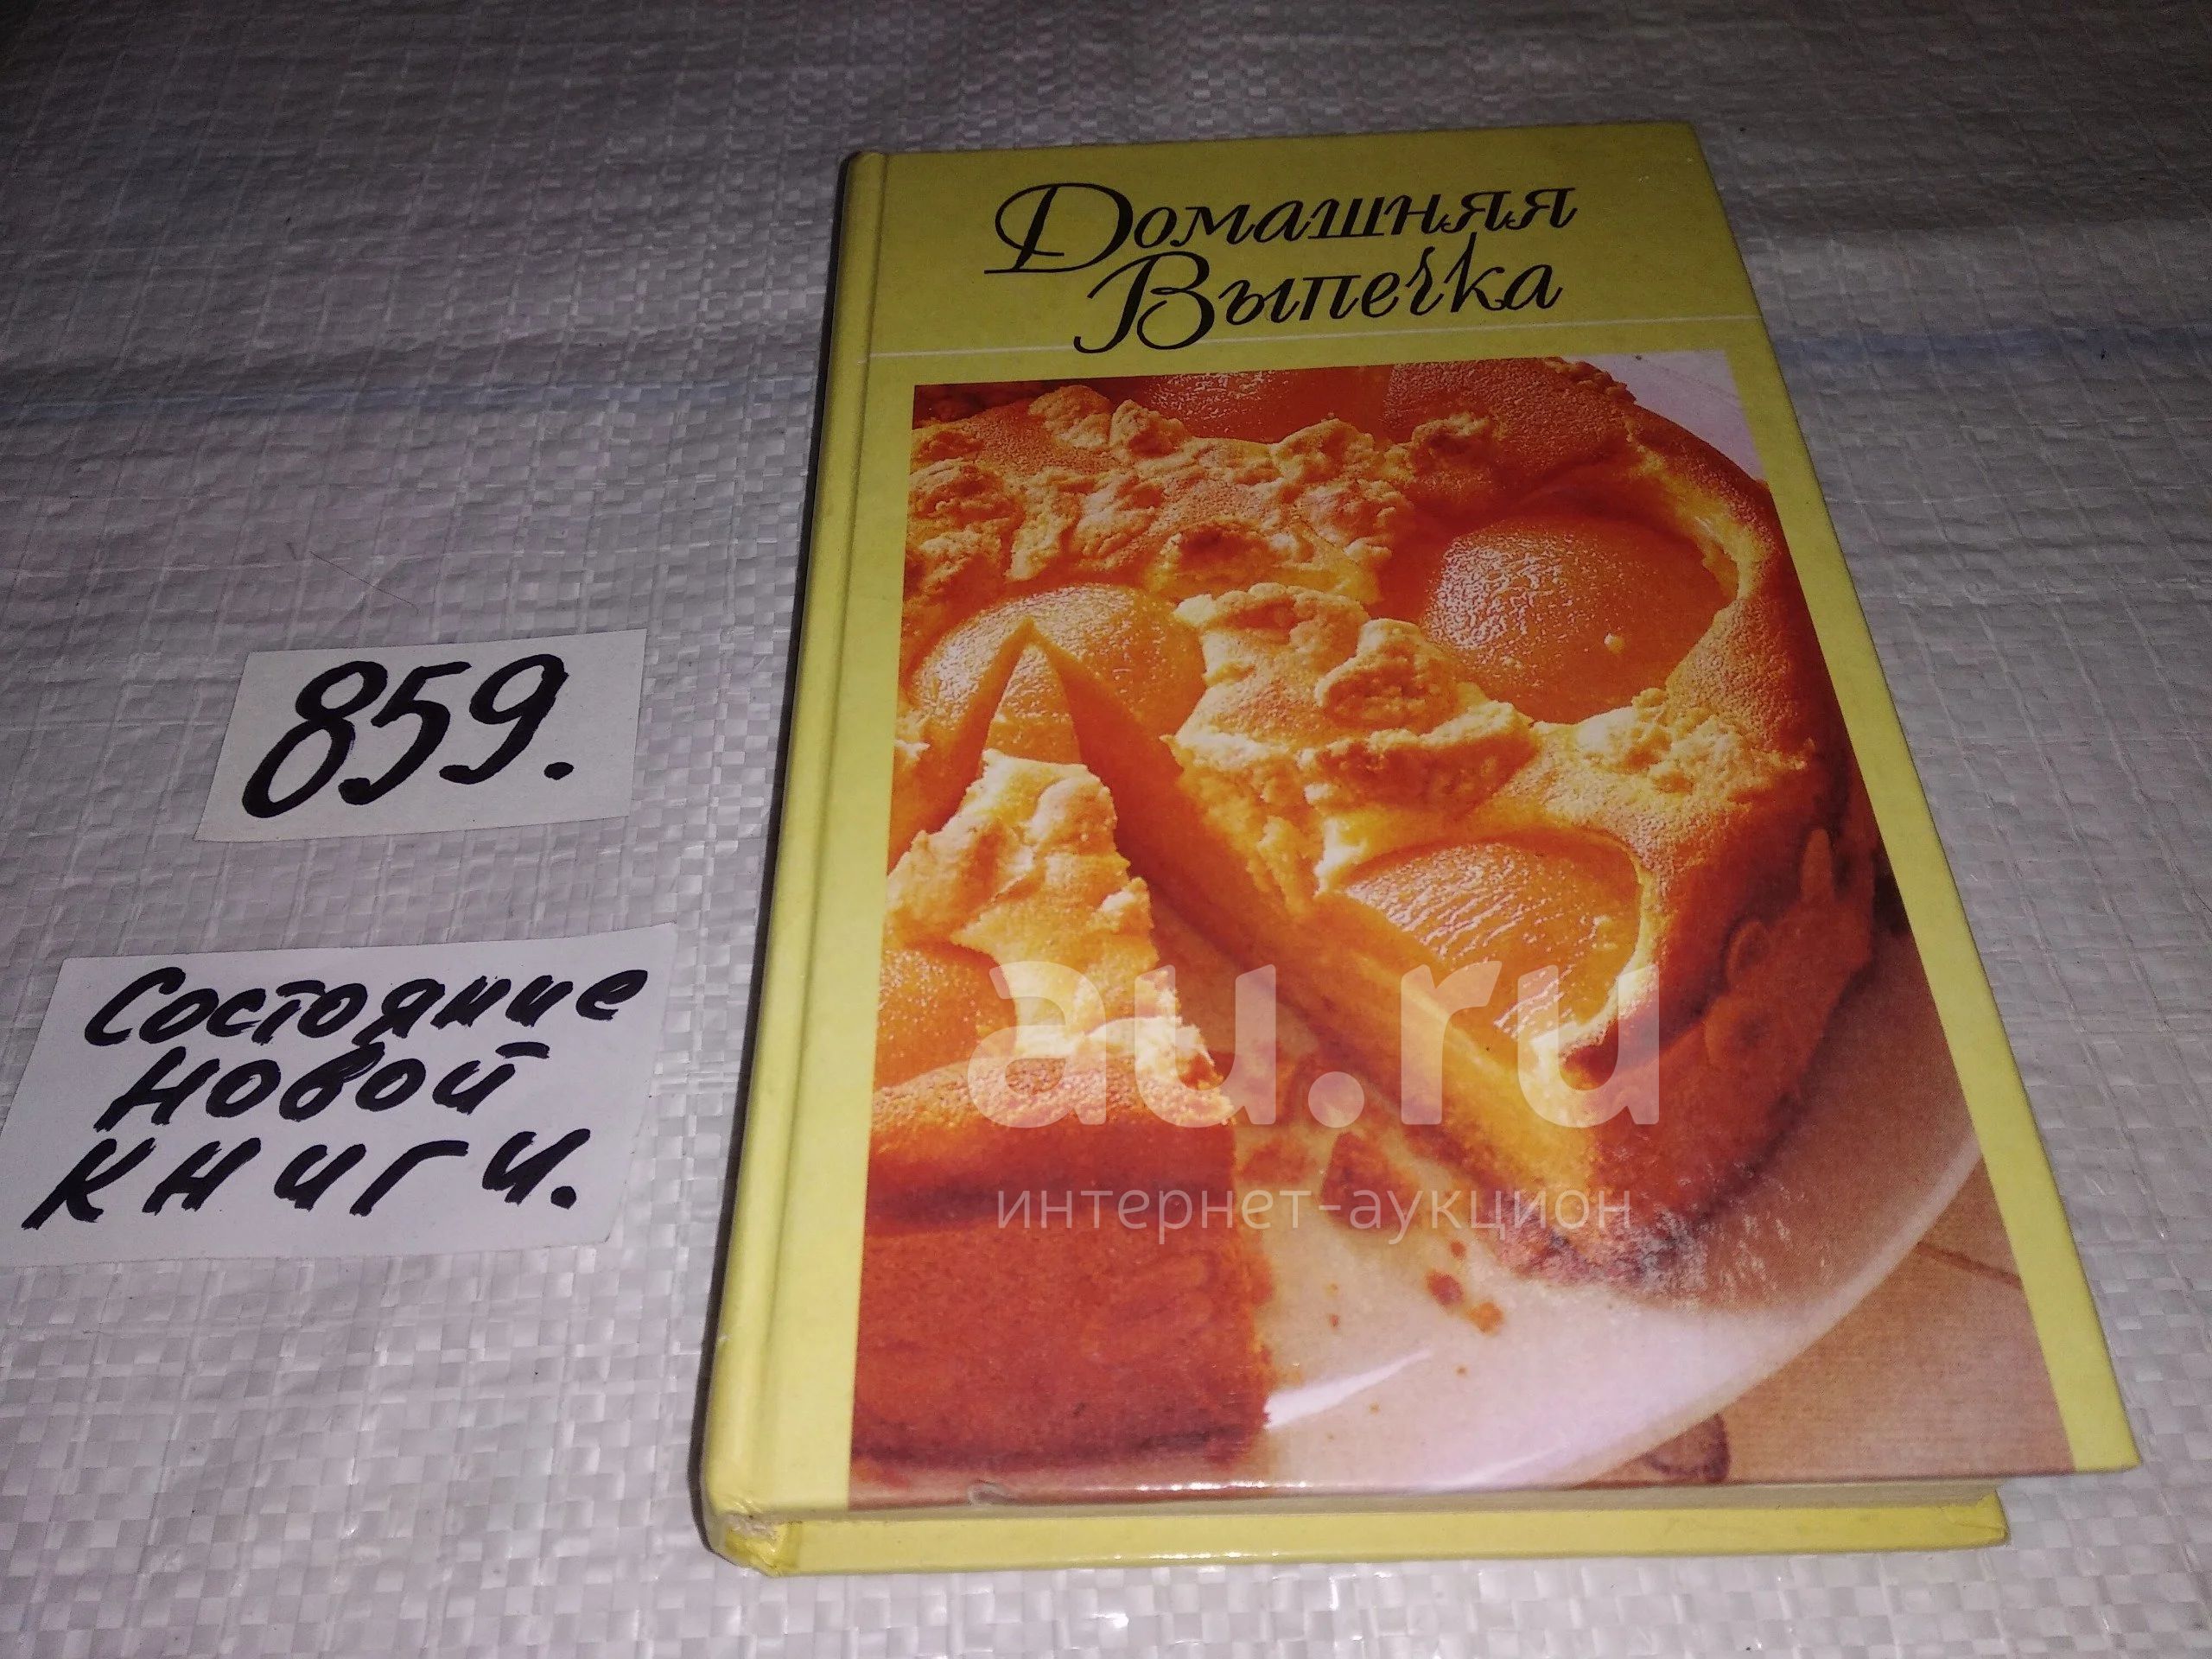 Домашняя
Выпечка
859.
Состояние
новой
книги.
au.ru
интернет-аукцион